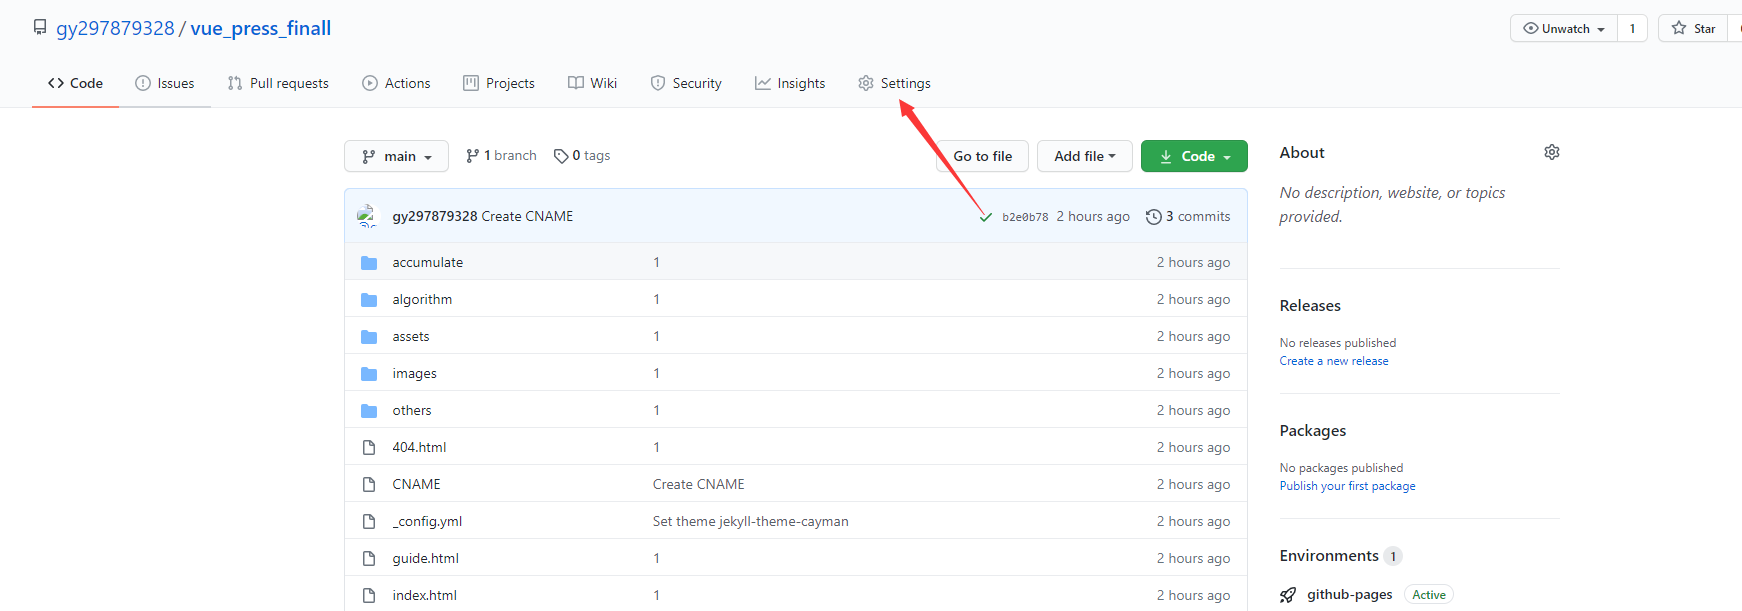 gy297879328 / vue_press_finall
Unwatch 1 Star
Code Issues Pull requests Actions Projects Wiki Security Insights Settings
main 1 branch 0 tags Go to file Add file Code
gy297879328 Create CNAME b2e0b78 2 hours ago 3 commits
accumulate 1 2 hours ago
algorithm 1 2 hours ago
assets 1 2 hours ago
images 1 2 hours ago
others 1 2 hours ago
404.html 1 2 hours ago
CNAME Create CNAME 2 hours ago
_config.yml Set theme jekyll-theme-cayman 2 hours ago
guide.html 1 2 hours ago
index.html 1 2 hours ago
About
No description, website, or topics
provided.
Releases
No releases published
Create a new release
Packages
No packages published
Publish your first package
Environments 1
github-pages Active